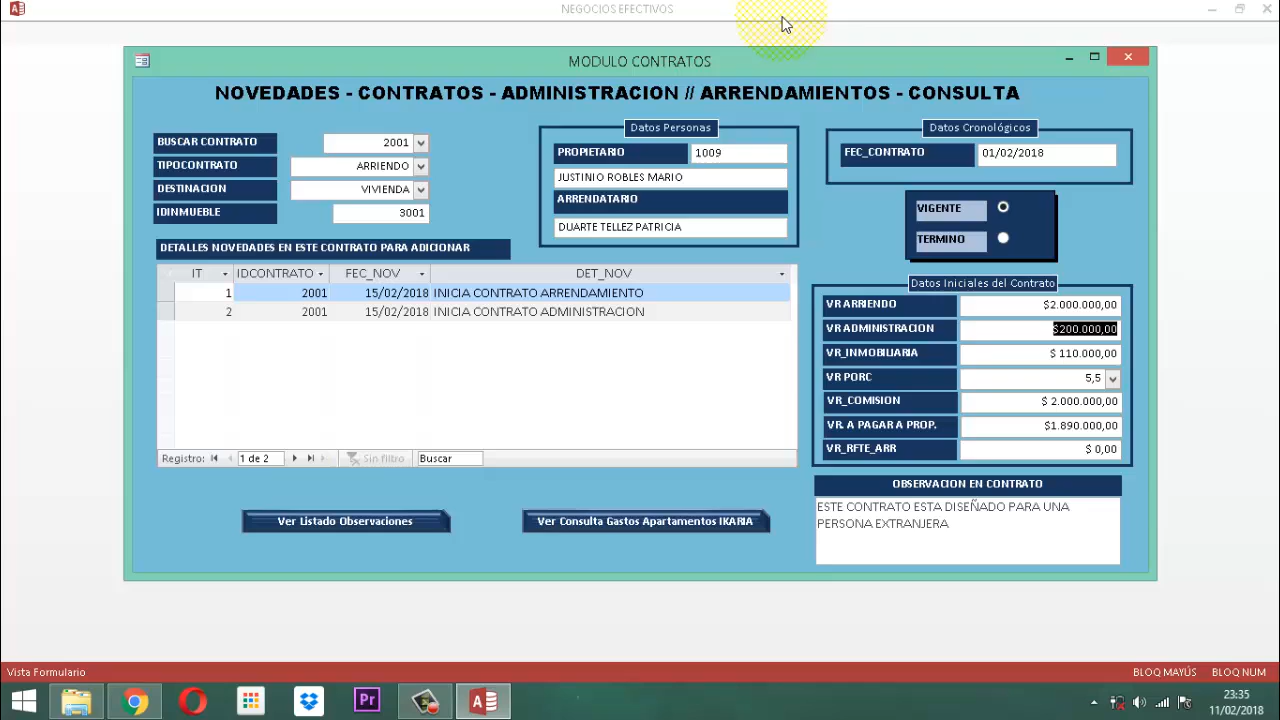 NEGOCIOS EFECTIVOS
MODULO CONTRATOS
NOVEDADES - CONTRATOS - ADMINISTRACION // ARRENDAMIENTOS - CONSULTA
BUSCAR CONTRATO 2001
TIPOCONTRATO ARRIENDO
DESTINACION VIVIENDA
IDINMUEBLE 3001
Datos Personas
PROPIETARIO 1009
JUSTINIO ROBLES MARIO
ARRENDATARIO
DUARTE TELLEZ PATRICIA
Datos Cronológicos
FEC_CONTRATO 01/02/2018
VIGENTE
TERMINO
DETALLES NOVEDADES EN ESTE CONTRATO PARA ADICIONAR
IT IDCONTRATO FEC_NOV DET_NOV
1 2001 15/02/2018 INICIA CONTRATO ARRENDAMIENTO
2 2001 15/02/2018 INICIA CONTRATO ADMINISTRACION
Registro: 1 de 2 Sin filtro Buscar
Datos Iniciales del Contrato
VR ARRIENDO $2.000.000,00
VR ADMINISTRACION $200.000,00
VR_INMOBILIARIA $ 110.000,00
VR PORC 5,5
VR_COMISION $ 2.000.000,00
VR. A PAGAR A PROP. $1.890.000,00
VR_RFTE_ARR $ 0,00
OBSERVACION EN CONTRATO
ESTE CONTRATO ESTA DISEÑADO PARA UNA
PERSONA EXTRANJERA
Ver Listado Observaciones
Ver Consulta Gastos Apartamentos IKARIA
Vista Formulario
BLOQ MAYÚS BLOQ NUM
Pr
23:35
11/02/2018